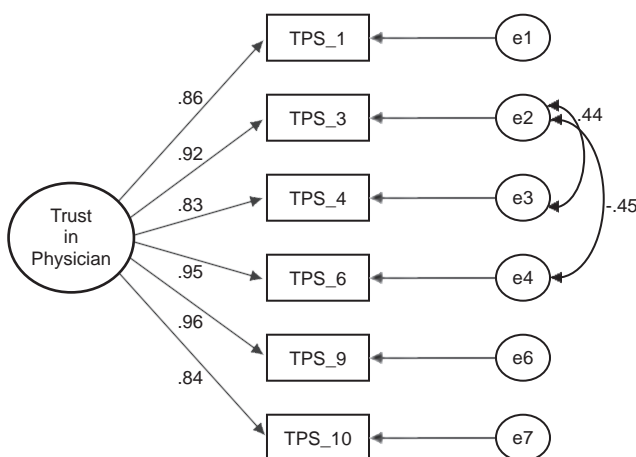 TPS_1
e1
.86
TPS_3
e2
.44
.92
TPS_4
e3
.83
-.45
Trust
in
Physician
.95
TPS_6
e4
.96
TPS_9
e6
.84
TPS_10
e7